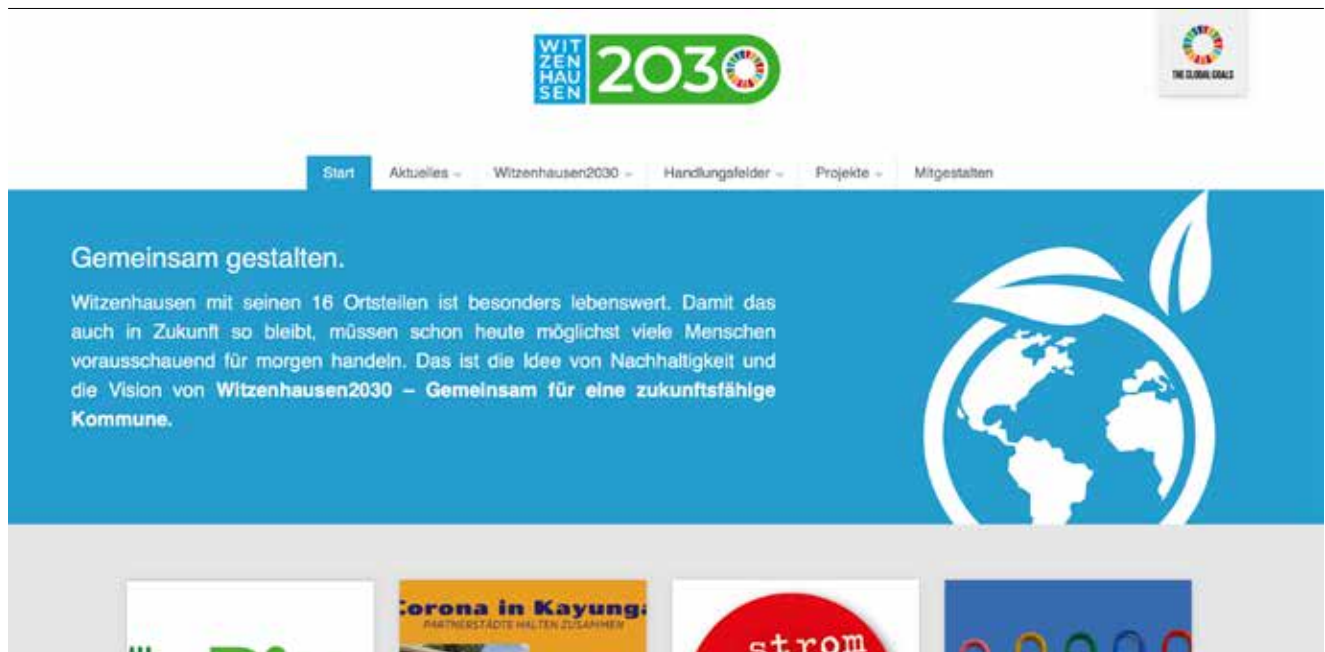 WIT
ZEN
HAU
SEN
2030
THE GLOBAL GOALS
Start Aktuelles Witzenhausen2030 Handlungsfelder Projekte Mitgestalten
Gemeinsam gestalten.
Witzenhausen mit seinen 16 Ortsteilen ist besonders lebenswert. Damit das
auch in Zukunft so bleibt, müssen schon heute möglichst viele Menschen
vorausschauend für morgen handeln. Das ist die Idee von Nachhaltigkeit und
die Vision von Witzenhausen2030 – Gemeinsam für eine zukunftsfähige
Kommune.
Corona in Kayunga
PARTNERSTÄDTE HALTEN ZUSAMMEN
strom